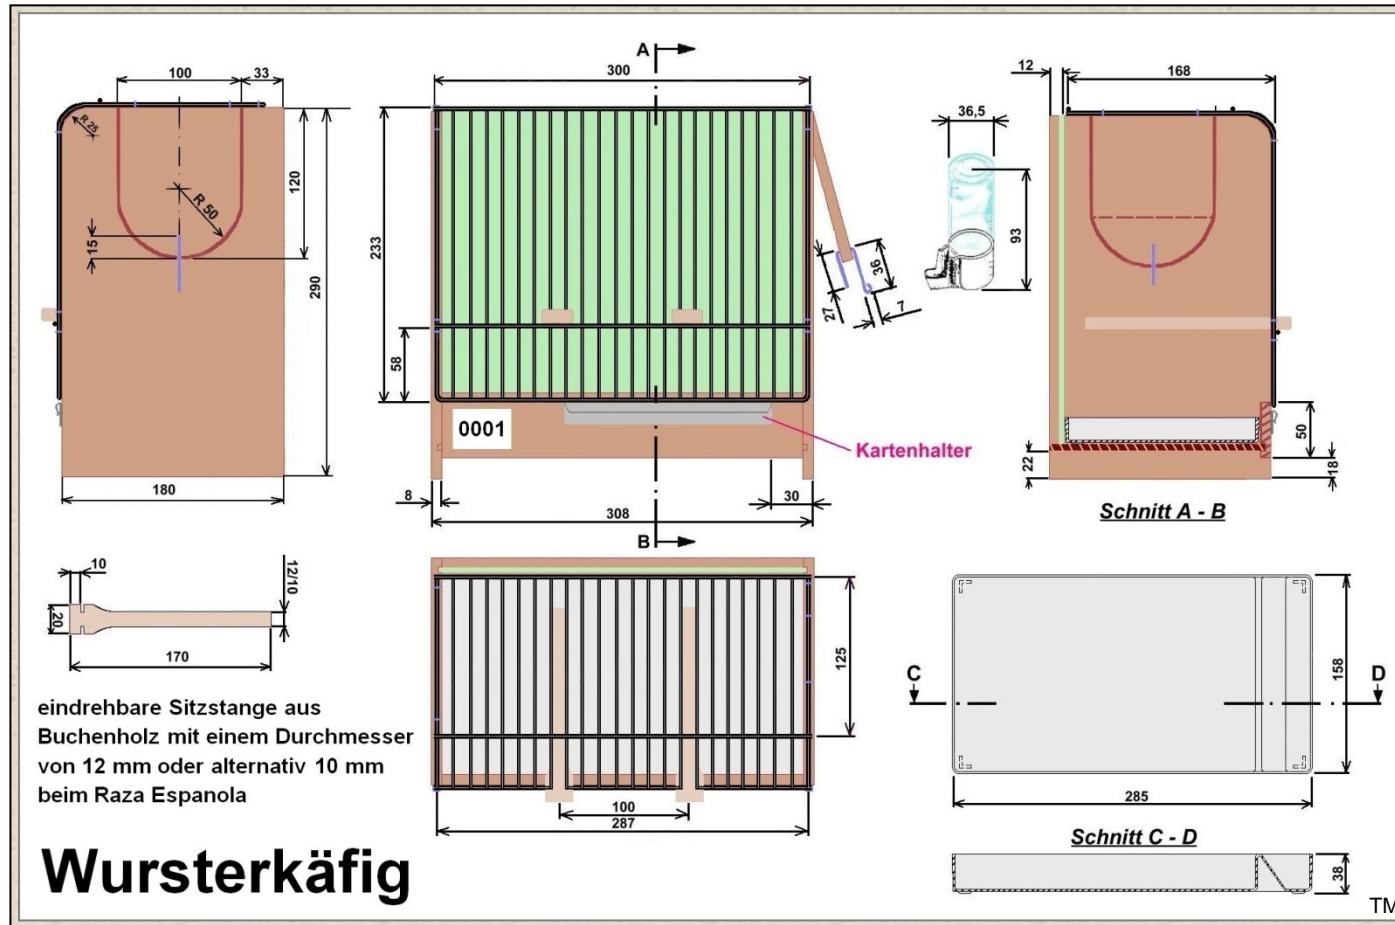 A
100
33
300
12
168
36,5
R 25
120
R 50
15
290
233
93
36
27
7
58
0001
Kartenhalter
50
22
18
180
8
30
308
Schnitt A - B
B
10
12/10
20
170
125
C
D
158
eindrehbare Sitzstange aus
Buchenholz mit einem Durchmesser
von 12 mm oder alternativ 10 mm
beim Raza Espanola
100
287
285
Schnitt C - D
38
Wursterkäfig
TM